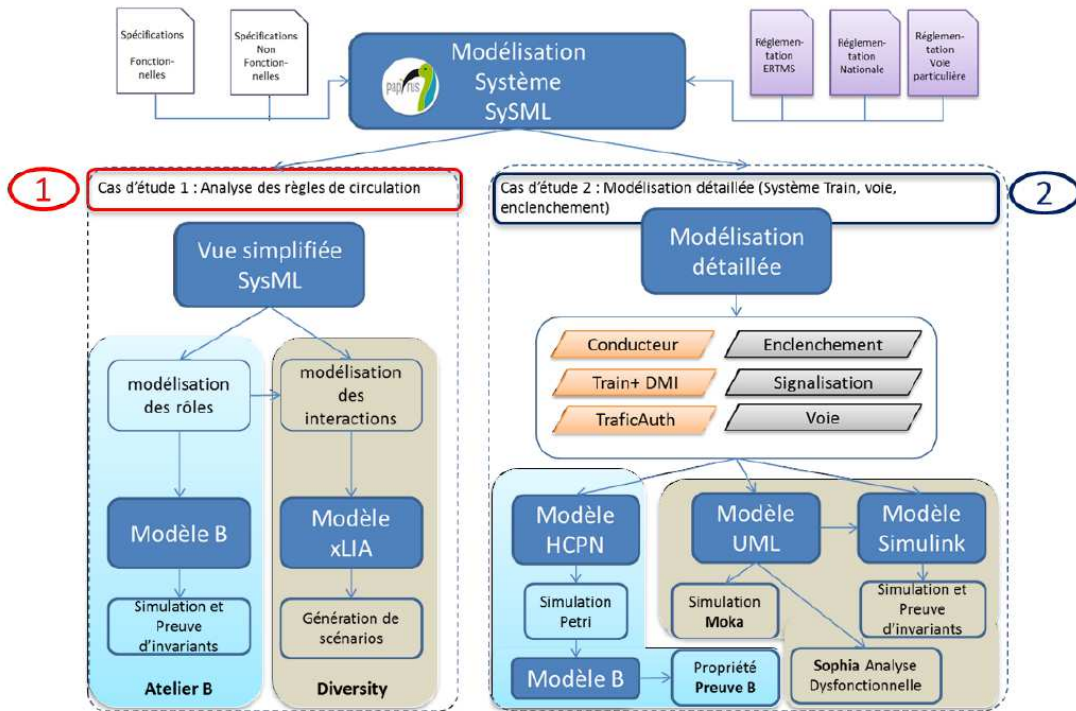 Spécifications
Fonction-
nelles
Spécifications
Non
Fonction-
nelles
Modélisation
Système
SySML
papyrus
Réglemen-
tation
ERTMS
Réglemen-
tation
Nationale
Réglemen-
tation
Voie
particulière
1
Cas d'étude 1 : Analyse des règles de circulation
Cas d'étude 2 : Modélisation détaillée (Système Train, voie,
enclenchement)
2
Vue simplifiée
SysML
Modélisation
détaillée
Conducteur
Enclenchement
Train+ DMI
Signalisation
TraficAuth
Voie
modélisation
des rôles
modélisation
des
interactions
Modèle B
Modèle
xLIA
Simulation et
Preuve
d'invariants
Génération de
scénarios
Atelier B
Diversity
Modèle
HCPN
Modèle
UML
Modèle
Simulink
Simulation
Petri
Simulation
Moka
Simulation et
Preuve
d'invariants
Modèle B
Propriété
Preuve B
Sophia Analyse
Dysfonctionnelle